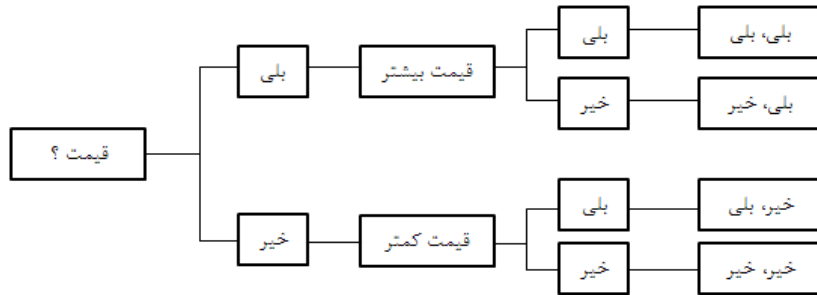 قیمت ؟
بلی
قیمت بیشتر
بلی
بلی، بلی
خیر
بلی، خیر
خیر
قیمت کمتر
بلی
خیر، بلی
خیر
خیر، خیر